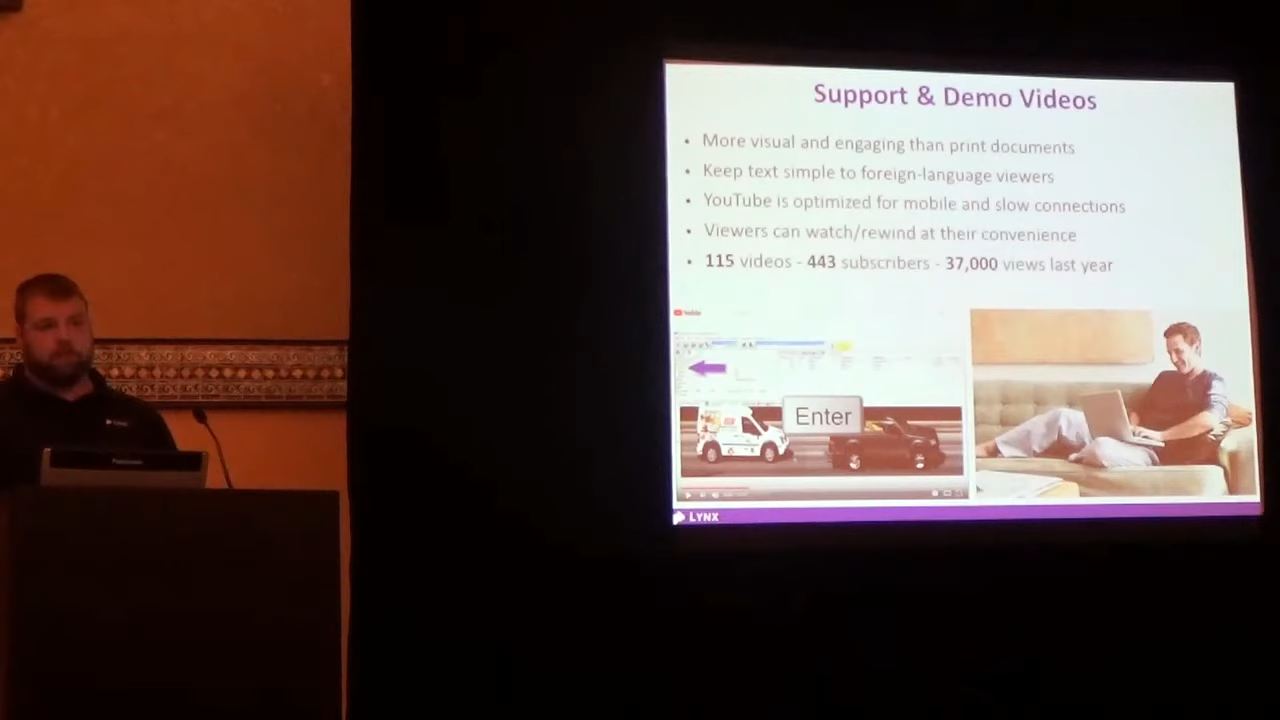 Support & Demo Videos
• More visual and engaging than print documents
• Keep text simple to foreign-language viewers
• YouTube is optimized for mobile and slow connections
• Viewers can watch/rewind at their convenience
• 115 videos - 443 subscribers - 37,000 views last year
YouTube
Enter
LYNX